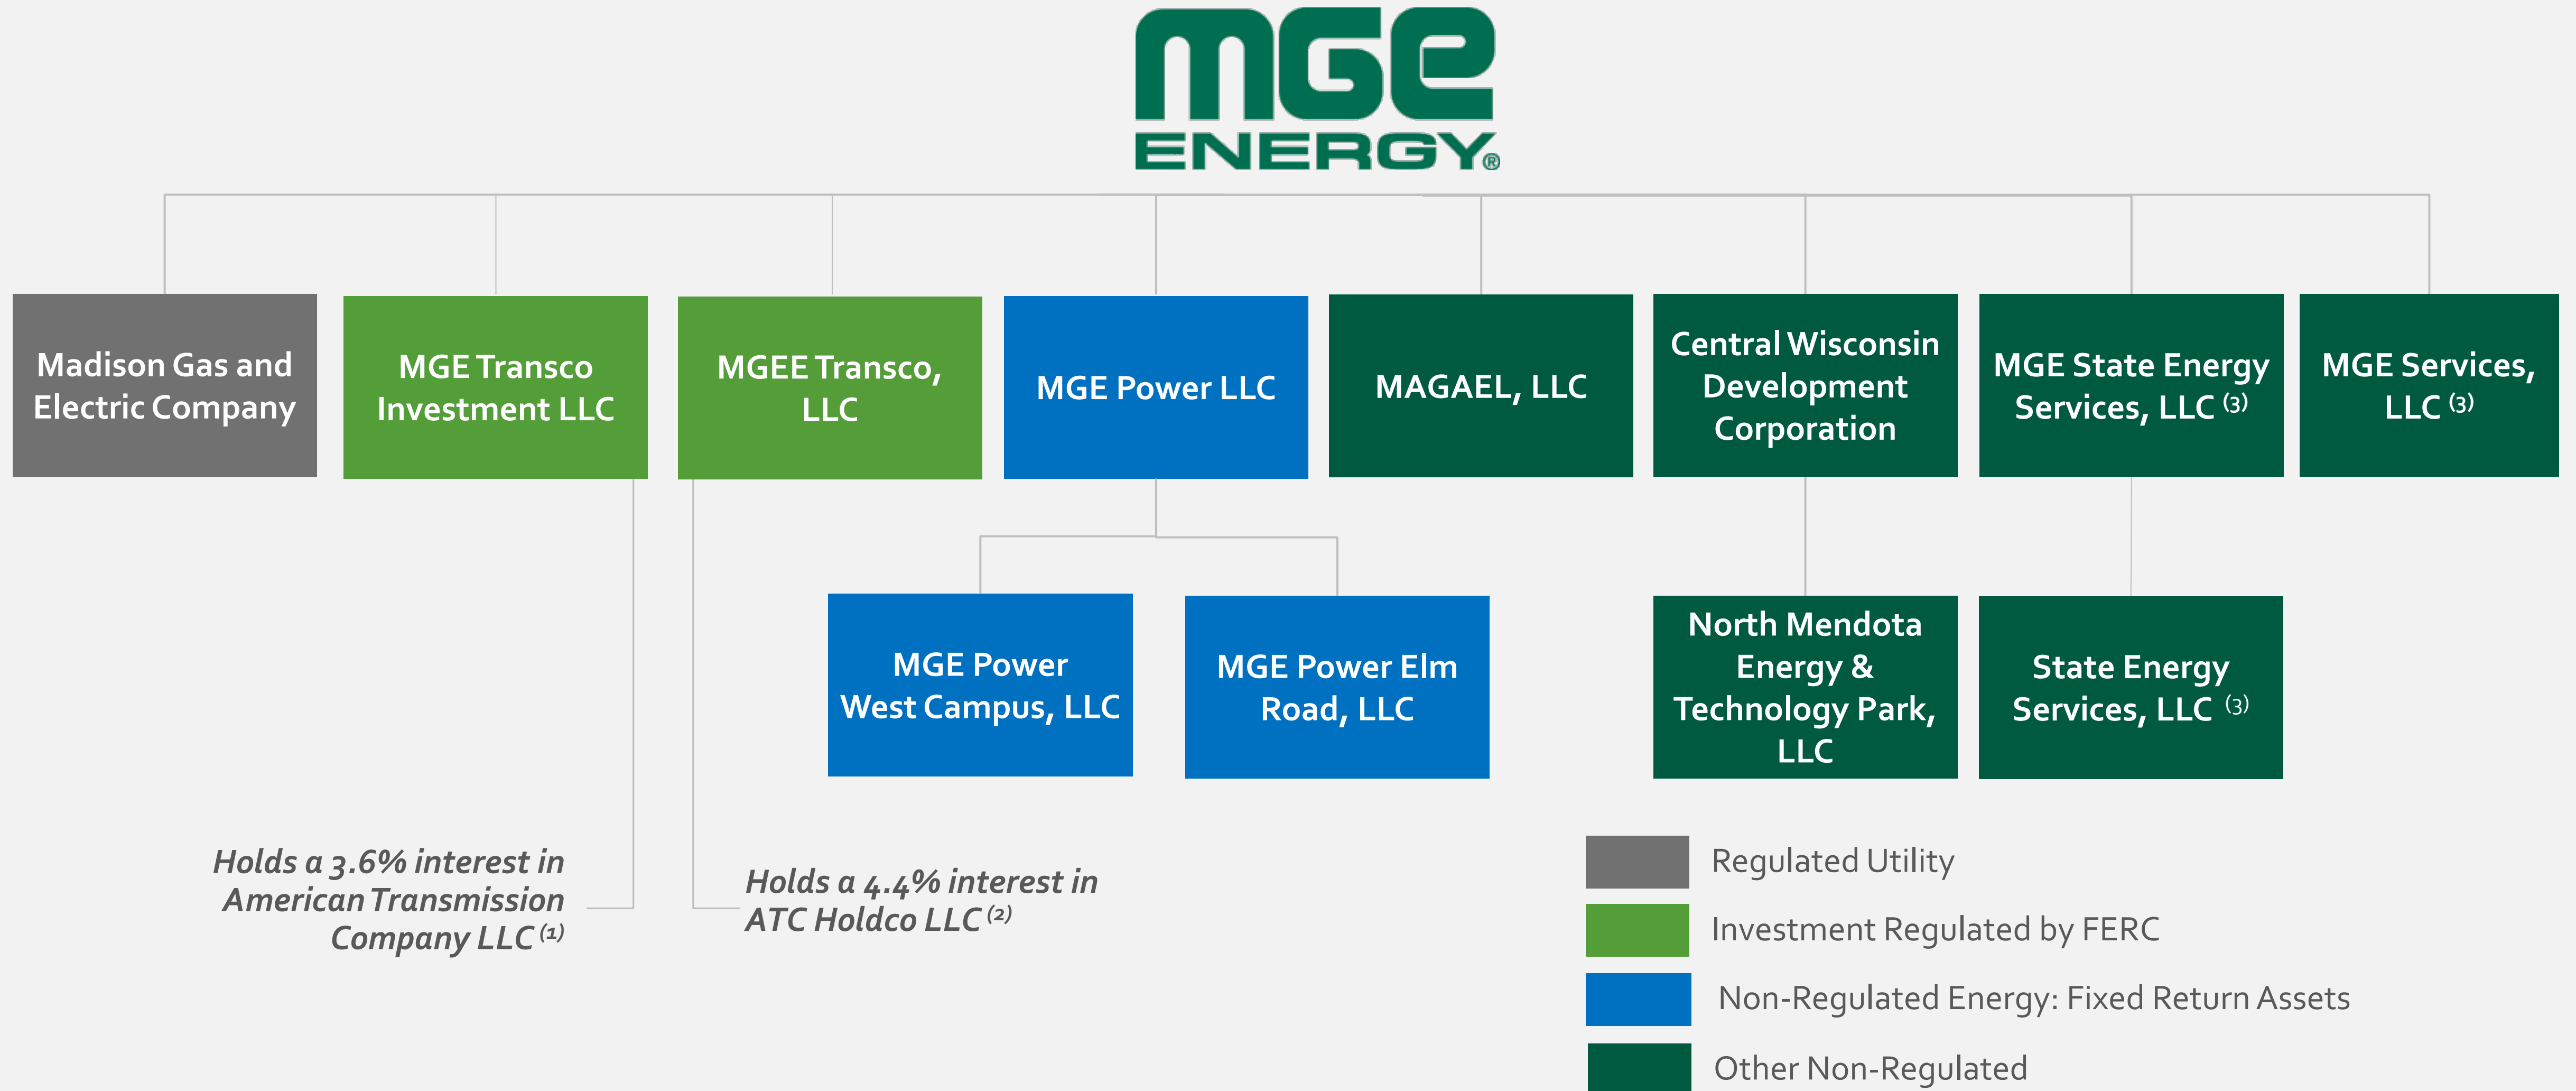 mGe
ENERGY®
Madison Gas and
Electric Company
MGE Transco
Investment LLC
MGEE Transco,
LLC
MGE Power LLC
MAGAEL, LLC
Central Wisconsin
Development
Corporation
MGE State Energy
Services, LLC (3)
MGE Services,
LLC (3)
MGE Power
West Campus, LLC
MGE Power Elm
Road, LLC
North Mendota
Energy &
Technology Park,
LLC
State Energy
Services, LLC (3)
Holds a 3.6% interest in
American Transmission
Company LLC (1)
Holds a 4.4% interest in
ATC Holdco LLC (2)
Regulated Utility
Investment Regulated by FERC
Non-Regulated Energy: Fixed Return Assets
Other Non-Regulated